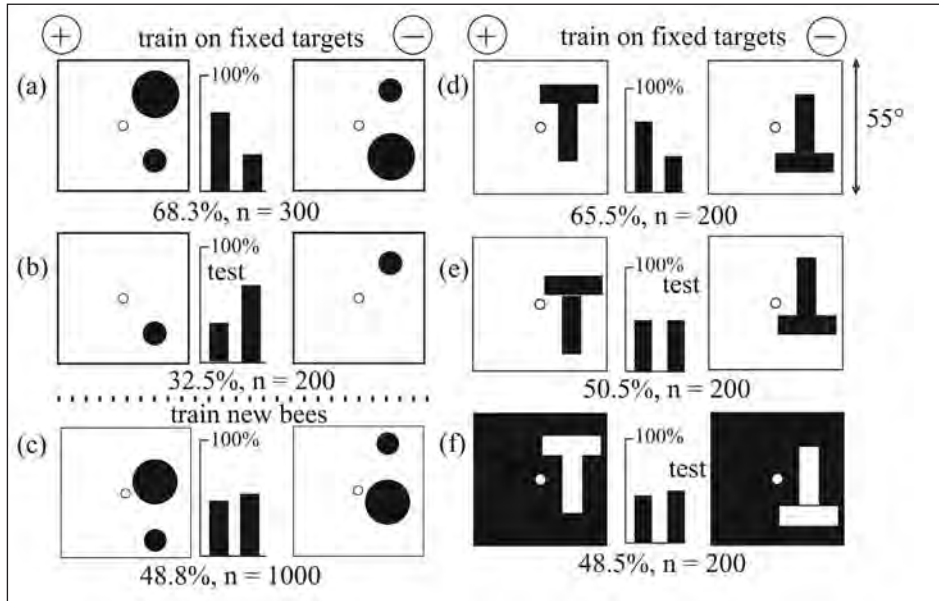 + train on fixed targets −
(a) 100%
68.3%, n = 300
(b) 100%
test
32.5%, n = 200
train new bees
(c) 100%
48.8%, n = 1000
+ train on fixed targets −
(d) 100% 55°
65.5%, n = 200
(e) 100%
test
50.5%, n = 200
(f) 100%
test
48.5%, n = 200